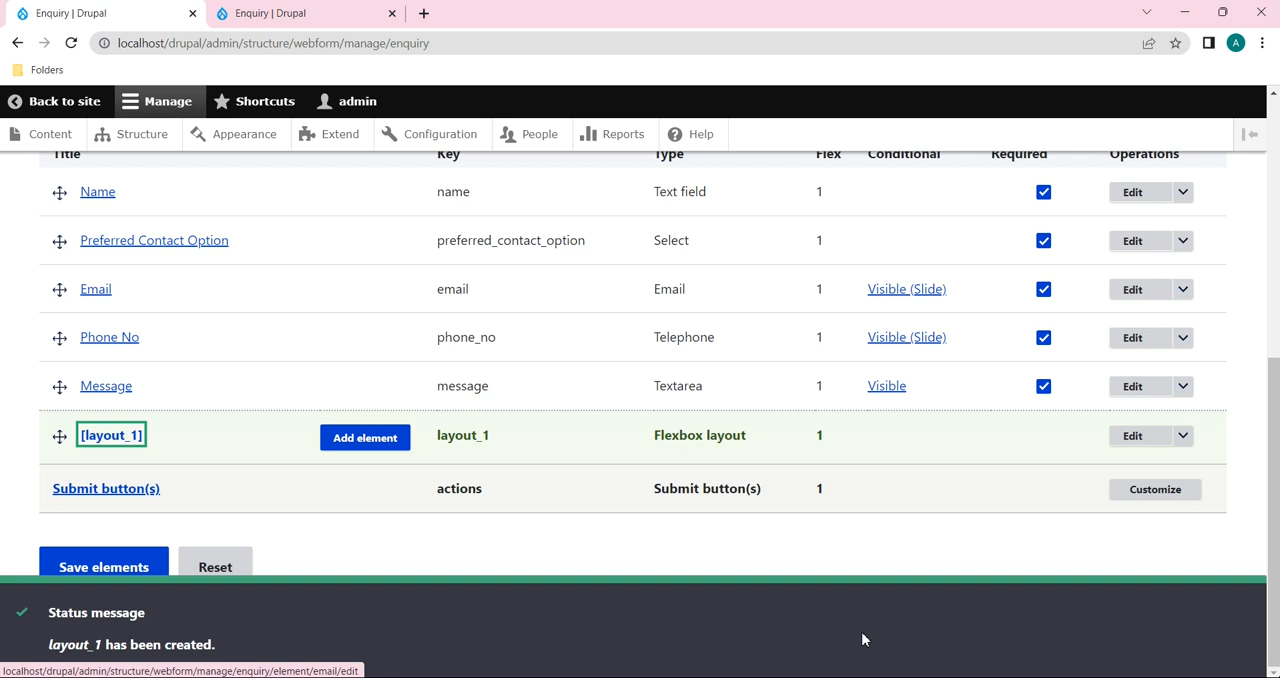 Enquiry | Drupal
Enquiry | Drupal
localhost/drupal/admin/structure/webform/manage/enquiry
A
Folders
Back to site Manage Shortcuts admin
Content Structure Appearance Extend Configuration People Reports Help
Title Key Type Flex Conditional Required Operations
Name name Text field 1 Edit
Preferred Contact Option preferred_contact_option Select 1 Edit
Email email Email 1 Visible (Slide) Edit
Phone No phone_no Telephone 1 Visible (Slide) Edit
Message message Textarea 1 Visible Edit
[layout_1] Add element layout_1 Flexbox layout 1 Edit
Submit button(s) actions Submit button(s) 1 Customize
Save elements Reset
Status message
layout_1 has been created.
localhost/drupal/admin/structure/webform/manage/enquiry/element/email/edit